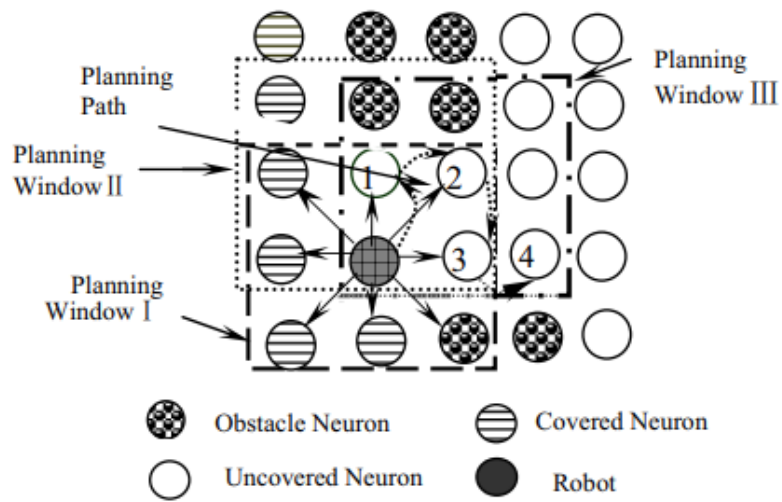 Planning
Path
Planning
Window III
Planning
Window II
1
2
3
4
Planning
Window I
Obstacle Neuron
Covered Neuron
Uncovered Neuron
Robot